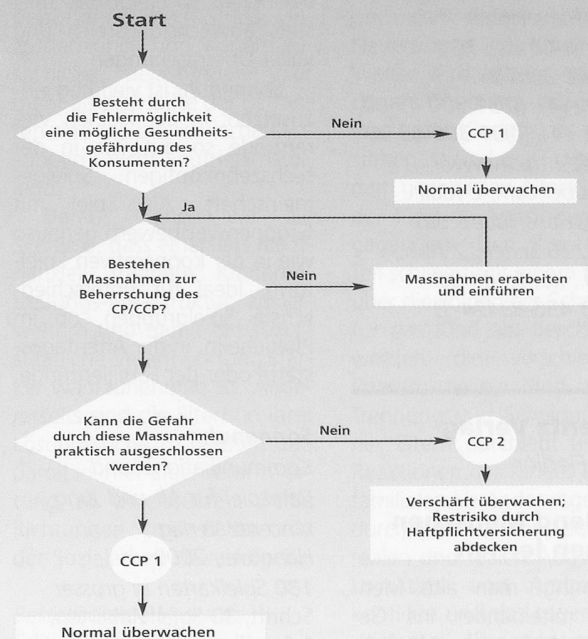 Start
Besteht durch
die Fehlermöglichkeit
eine mögliche Gesundheits-
gefährdung des
Konsumenten?
Nein
CCP 1
Normal überwachen
Ja
Bestehen
Massnahmen zur
Beherrschung des
CP/CCP?
Nein
Massnahmen erarbeiten
und einführen
Kann die Gefahr
durch diese Massnahmen
praktisch ausgeschlossen
werden?
Nein
CCP 2
Verschärft überwachen;
Restrisiko durch
Haftpflichtversicherung
abdecken
CCP 1
Normal überwachen